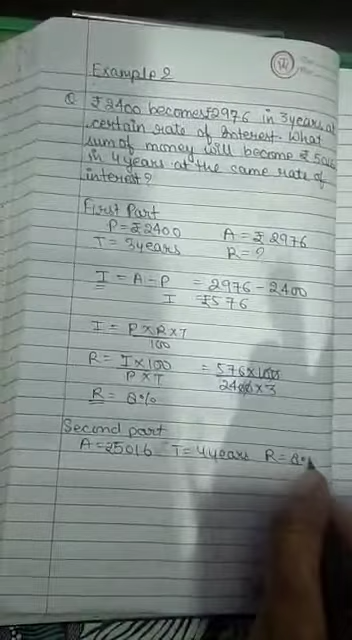 Example 2
Q ₹2400 becomes ₹2976 in 3 years at
certain rate of interest. What
sum of money will become ₹ 5016
in 4 years at the same rate of
interest?
First Part
P = ₹2400 A = ₹ 2976
T = 3 years R = ?
I = A - P = 2976 - 2400
I ₹576
I = P × R × T
100
R = I × 100 = 576 × 100
P × T 2400 × 3
R = 8%
Second part
A = ₹5016 T = 4 years R = 8%